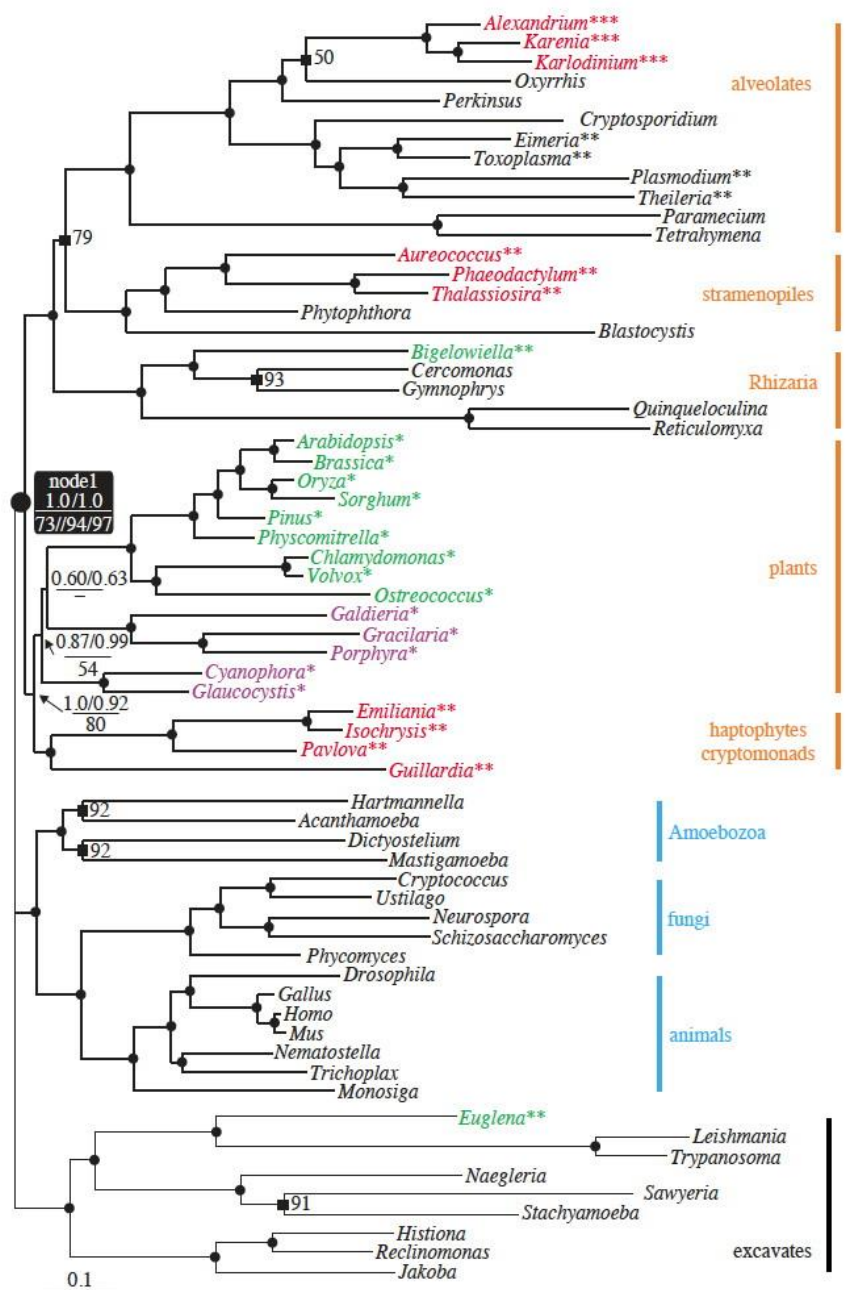 Alexandrium***
50
Karenia***
Karlodinium***
Oxyrrhis
alveolates
Perkinsus
Cryptosporidium
Eimeria**
Toxoplasma**
Plasmodium**
Theileria**
Paramecium
Tetrahymena
79
Aureococcus**
Phaeodactylum**
Thalassiosira**
stramenopiles
Phytophthora
Blastocystis
Bigelowiella**
Cercomonas
93
Gymnophrys
Rhizaria
Quinqueloculina
Reticulomyxa
Arabidopsis*
Brassica*
node1
1.0/1.0
73//94/97
Oryza*
Sorghum*
Pinus*
Physcomitrella*
Chlamydomonas*
plants
0.60/0.63
–
Volvox*
Ostreococcus*
Galdieria*
0.87/0.99
54
Gracilaria*
Porphyra*
Cyanophora*
Glaucocystis*
1.0/0.92
80
Emiliania**
Isochrysis**
haptophytes
cryptomonads
Pavlova**
Guillardia**
Hartmannella
92
Acanthamoeba
Amoebozoa
Dictyostelium
92
Mastigamoeba
Cryptococcus
Ustilago
Neurospora
fungi
Schizosaccharomyces
Phycomyces
Drosophila
Gallus
Homo
Mus
animals
Nematostella
Trichoplax
Monosiga
Euglena**
Leishmania
Trypanosoma
Naegleria
Sawyeria
91
Stachyamoeba
Histiona
Reclinomonas
excavates
Jakoba
0.1